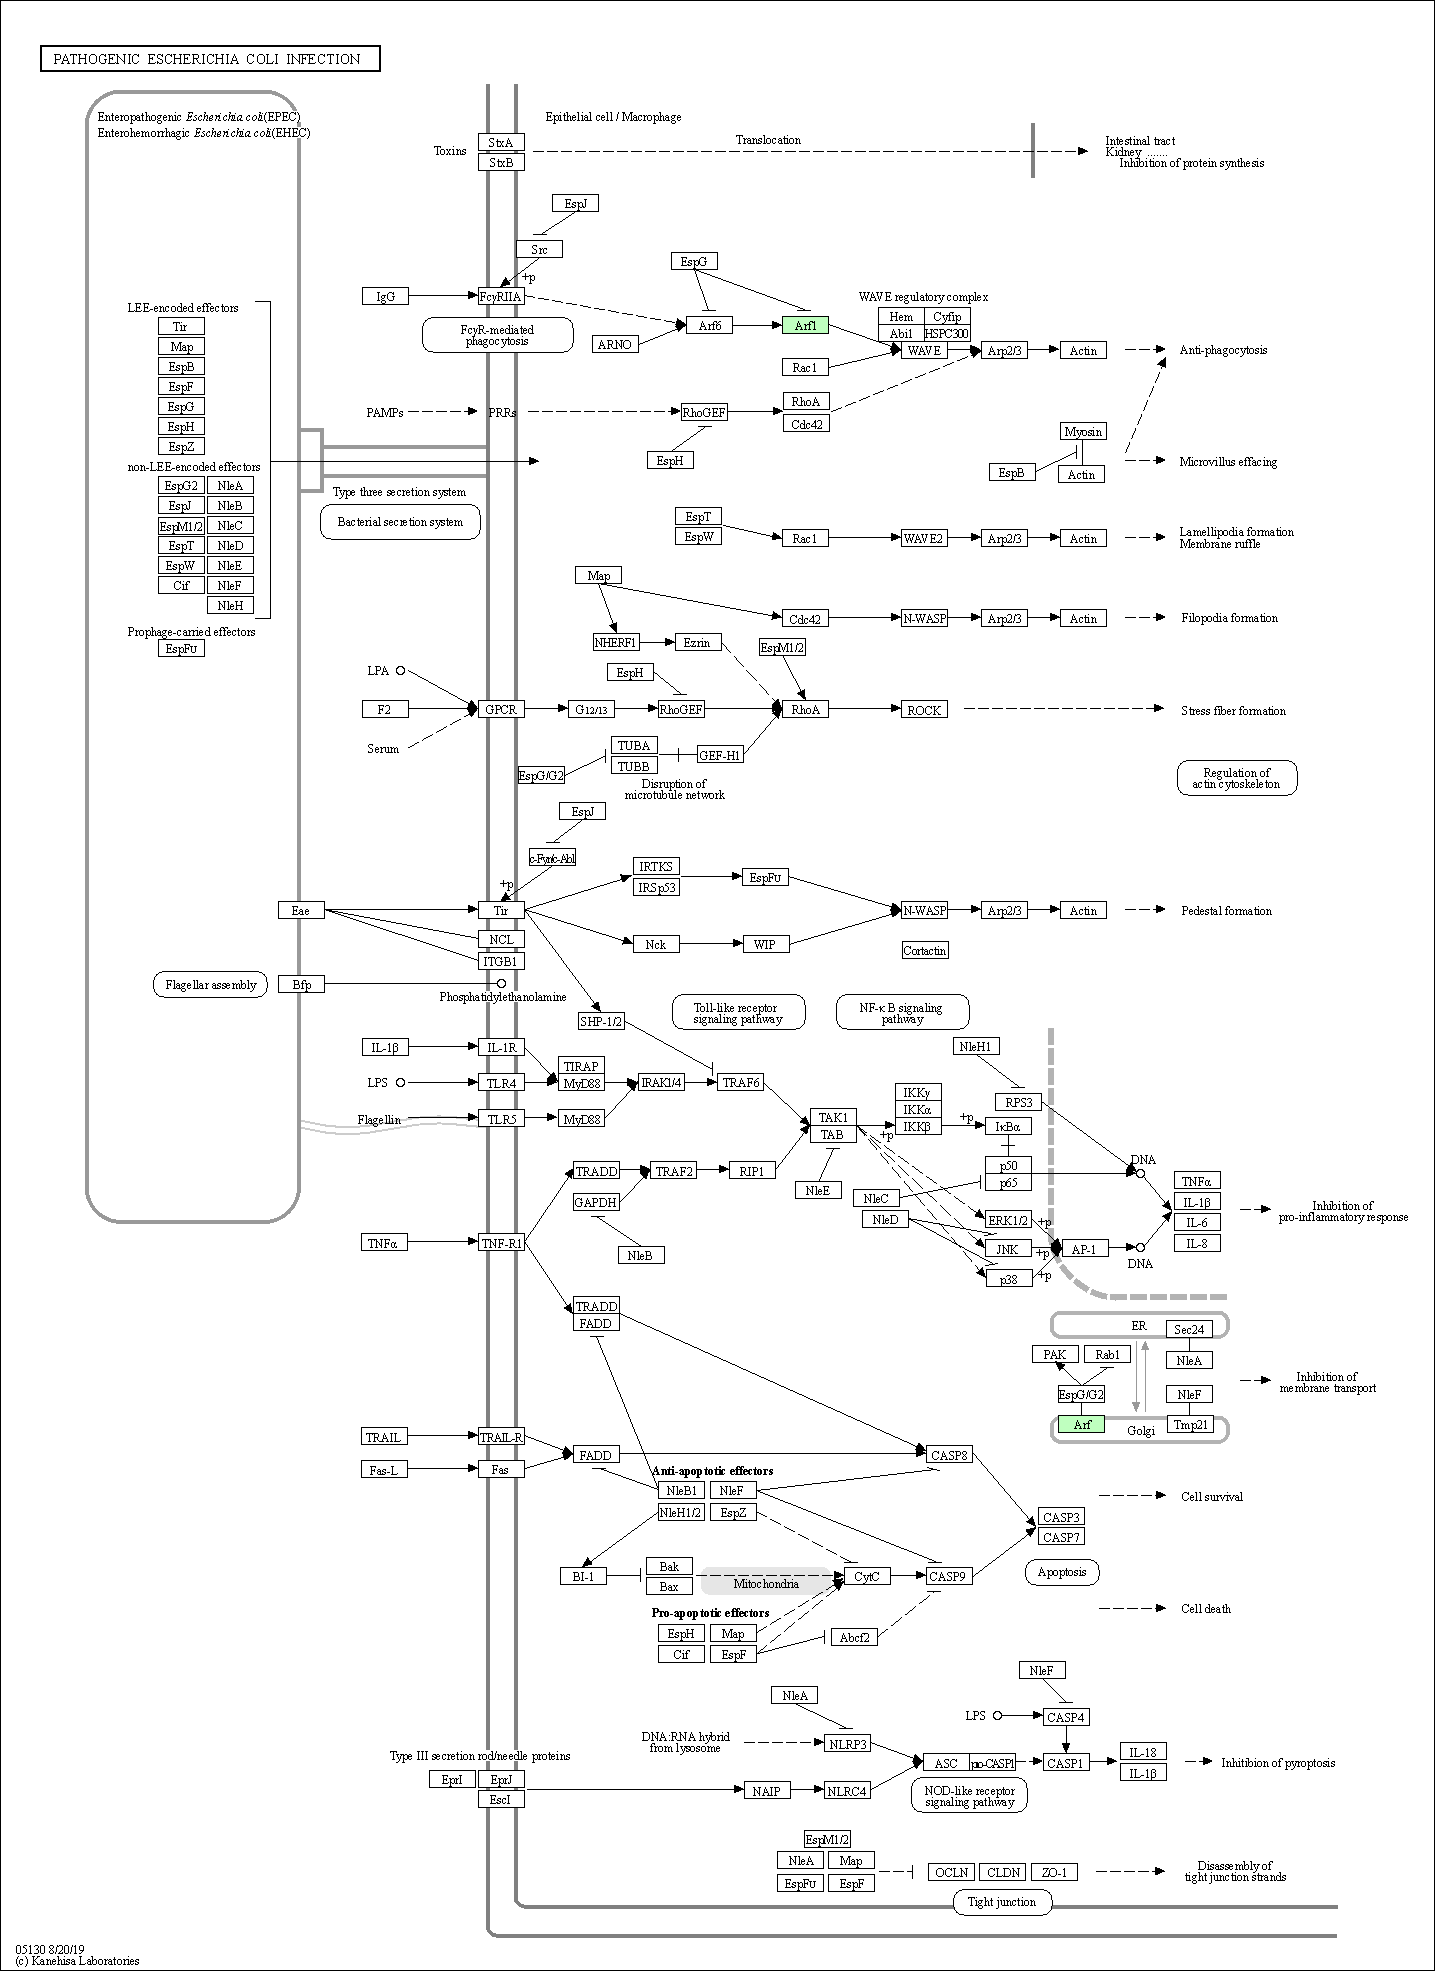 PATHOGENIC ESCHERICHIA COLI INFECTION
Enteropathogenic Escherichia coli(EPEC)
Enterohemorrhagic Escherichia coli(EHEC)
Epithelial cell / Macrophage
Toxins
StxA
StxB
Translocation
Intestinal tract
Kidney .......
Inhibition of protein synthesis
EspJ
Src
+p
IgG
FcγRIIA
FcγR-mediated
phagocytosis
EspG
Arf6
Arf1
ARNO
WAVE regulatory complex
Hem
Cyfip
Abi1
HSPC300
WAVE
Arp2/3
Actin
Anti-phagocytosis
Rac1
PAMPs
PRRs
RhoGEF
RhoA
Cdc42
EspH
Myosin
EspB
Actin
Microvillus effacing
LEE-encoded effectors
Tir
Map
EspB
EspF
EspG
EspH
EspZ
non-LEE-encoded effectors
EspG2
NleA
EspJ
NleB
EspM1/2
NleC
EspT
NleD
EspW
NleE
Cif
NleF
NleH
Prophage-carried effectors
EspFu
Type three secretion system
Bacterial secretion system
EspT
EspW
Rac1
WAVE2
Arp2/3
Actin
Lamellipodia formation
Membrane ruffle
Map
Cdc42
N-WASP
Arp2/3
Actin
Filopodia formation
NHERF1
Ezrin
EspM1/2
LPA
EspH
F2
GPCR
G12/13
RhoGEF
RhoA
ROCK
Stress fiber formation
Serum
TUBA
TUBB
GEF-H1
EspG/G2
Disruption of
microtubule network
Regulation of
actin cytoskeleton
EspJ
c-Fyn/c-Abl
+p
IRTKS
IRSp53
EspFu
Eae
Tir
N-WASP
Arp2/3
Actin
Pedestal formation
NCL
Nck
WIP
Cortactin
ITGB1
Flagellar assembly
Bfp
Phosphatidylethanolamine
SHP-1/2
Toll-like receptor
signaling pathway
NF-κB signaling
pathway
IL-1β
IL-1R
TIRAP
NleH1
LPS
TLR4
MyD88
IRAK1/4
TRAF6
IKKγ
IKKα
IKKβ
RPS3
Flagellin
TLR5
MyD88
TAK1
TAB
+p
+p
IκBα
p50
p65
DNA
TRADD
TRAF2
RIP1
NleE
NleC
NleD
GAPDH
NleB
TNFα
TNF-R1
ERK1/2
+p
JNK
+p
p38
+p
AP-1
DNA
TNFα
IL-1β
IL-6
IL-8
Inhibition of
pro-inflammatory response
TRADD
FADD
ER
Sec24
PAK
Rab1
NleA
EspG/G2
NleF
Arf
Golgi
Tmp21
Inhibition of
membrane transport
TRAIL
TRAIL-R
Fas-L
Fas
FADD
CASP8
Anti-apoptotic effectors
NleB1
NleF
NleH1/2
EspZ
CASP3
CASP7
Cell survival
BI-1
Bak
Bax
Mitochondria
CytC
CASP9
Apoptosis
Pro-apoptotic effectors
EspH
Map
Cif
EspF
Abcf2
Cell death
NleF
NleA
LPS
CASP4
DNA:RNA hybrid
from lysosome
NLRP3
ASC
pro-CASP1
CASP1
IL-18
IL-1β
Inhitibion of pyroptosis
Type III secretion rod/needle proteins
EprI
EprJ
EscI
NAIP
NLRC4
NOD-like receptor
signaling pathway
EspM1/2
NleA
Map
EspFu
EspF
OCLN
CLDN
ZO-1
Disassembly of
tight junction strands
Tight junction
05130 8/20/19
(c) Kanehisa Laboratories